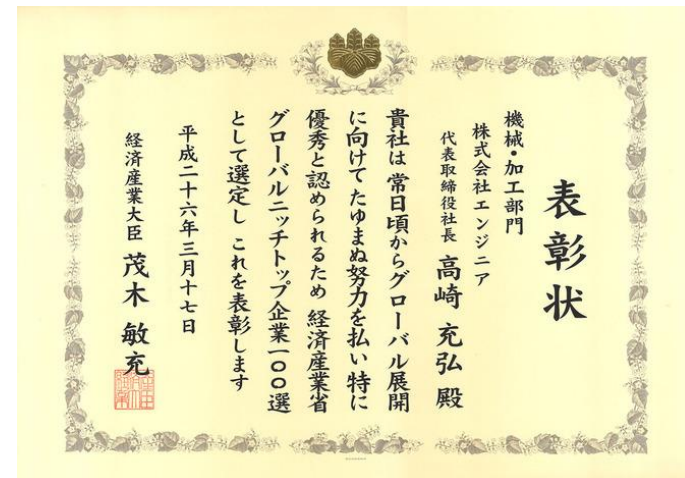 表彰状
機械・加工部門
株式会社エンジニア
代表取締役社長 高崎 充弘 殿
貴社は常日頃からグローバル展開
に向けてたゆまぬ努力を払い特に
優秀と認められるため 経済産業省
グローバルニッチトップ企業一〇〇選
として選定し これを表彰します
平成二十六年三月十七日
経済産業大臣 茂木 敏充